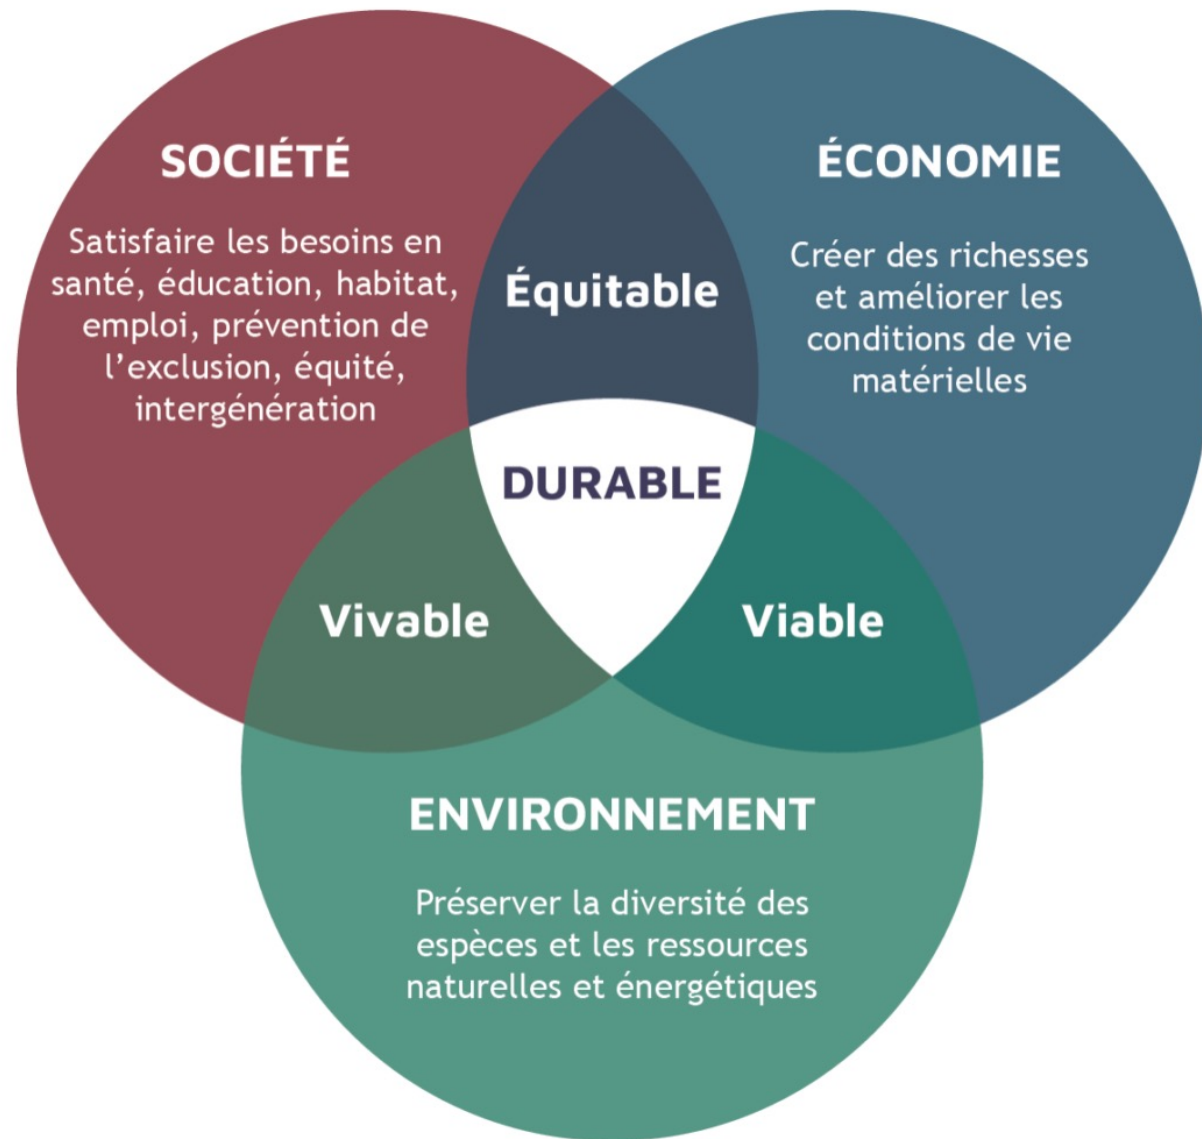 SOCIÉTÉ
Satisfaire les besoins en
santé, éducation, habitat,
emploi, prévention de
l’exclusion, équité,
intergénération
ÉCONOMIE
Créer des richesses
et améliorer les
conditions de vie
matérielles
Équitable
DURABLE
Vivable
Viable
ENVIRONNEMENT
Préserver la diversité des
espèces et les ressources
naturelles et énergétiques